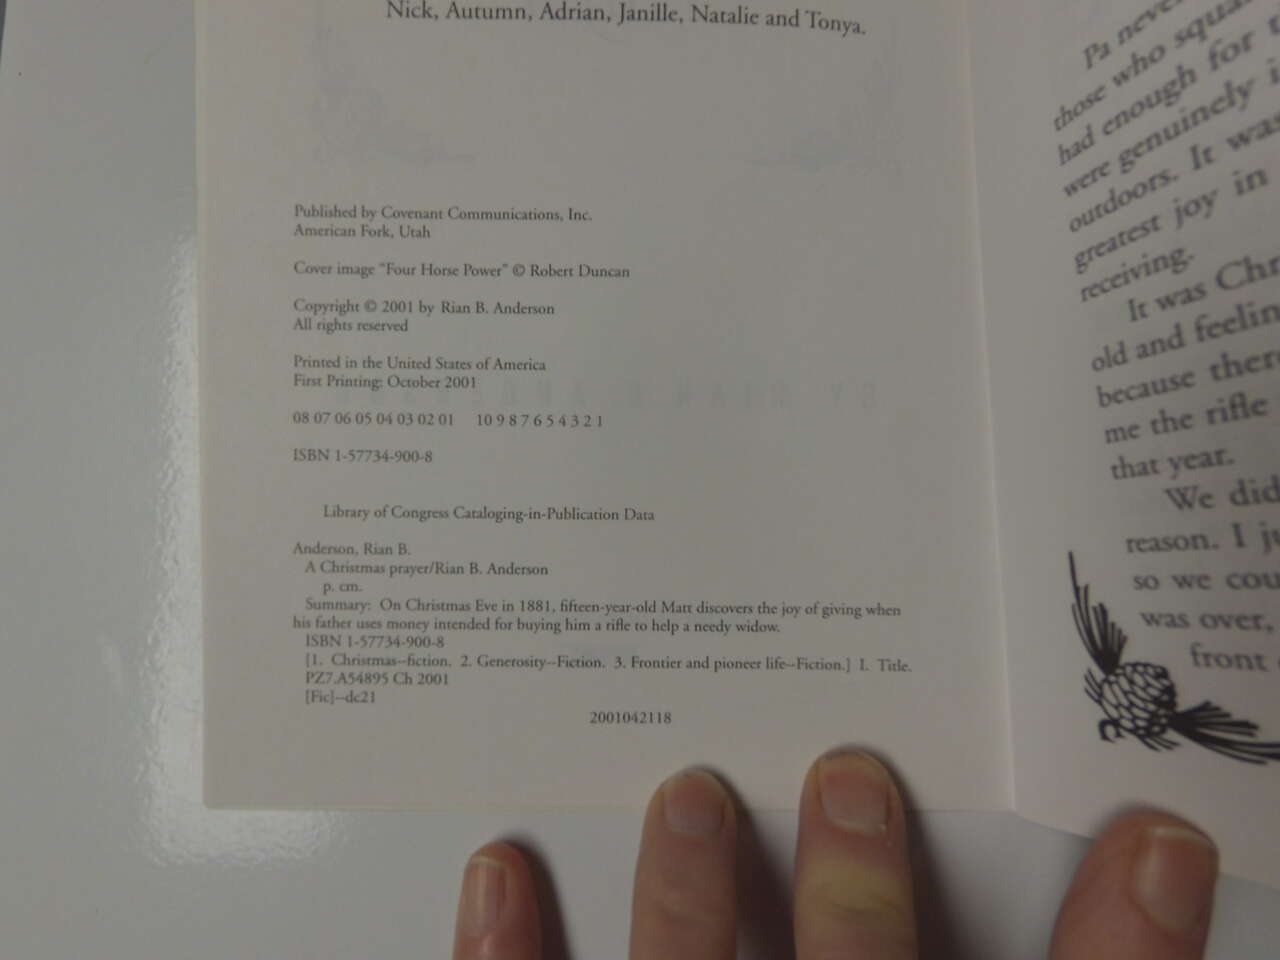 Nick, Autumn, Adrian, Janille, Natalie and Tonya.
Published by Covenant Communications, Inc.
American Fork, Utah
Cover image "Four Horse Power" © Robert Duncan
Copyright © 2001 by Rian B. Anderson
All rights reserved
Printed in the United States of America
First Printing: October 2001
08 07 06 05 04 03 02 01 10 9 8 7 6 5 4 3 2 1
ISBN 1-57734-900-8
Library of Congress Cataloging-in-Publication Data
Anderson, Rian B.
A Christmas prayer/Rian B. Anderson
p. cm.
Summary: On Christmas Eve in 1881, fifteen-year-old Matt discovers the joy of giving when
his father uses money intended for buying him a rifle to help a needy widow.
ISBN 1-57734-900-8
[1. Christmas--fiction. 2. Generosity--Fiction. 3. Frontier and pioneer life--Fiction.] I. Title.
PZ7.A54895 Ch 2001
[Fic]--dc21
2001042118
Pa never
those who
had enough for
were genuinely
outdoors. It was
greatest joy in
receiving.
It was
old and
because
me the rifle
that year.
We did
reason. I
so we
was over,
front